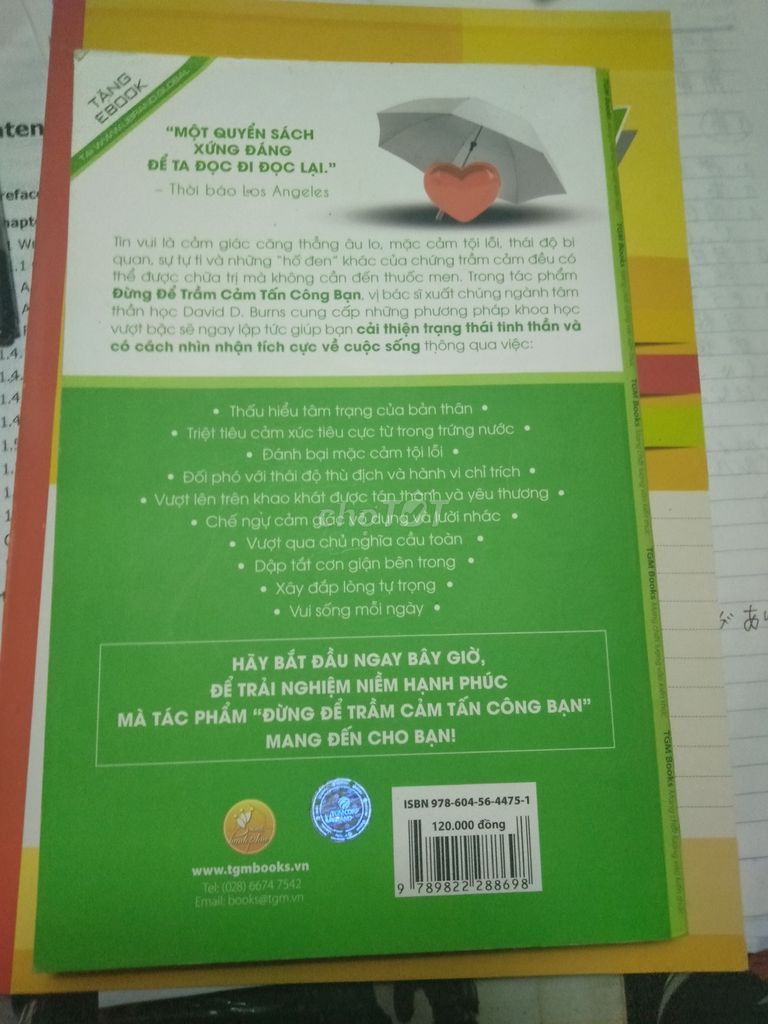 TẶNG
EBOOK
TẠI WWW.UBRAND.GLOBAL
“MỘT QUYỂN SÁCH
XỨNG ĐÁNG
ĐỂ TA ĐỌC ĐI ĐỌC LẠI.”
– Thời báo Los Angeles
Tin vui là cảm giác căng thẳng âu lo, mặc cảm tội lỗi, thái độ bi
quan, sự tự ti và những “hố đen” khác của chứng trầm cảm đều có
thể được chữa trị mà không cần đến thuốc men. Trong tác phẩm
Đừng Để Trầm Cảm Tấn Công Bạn, vị bác sĩ xuất chúng ngành tâm
thần học David D. Burns cung cấp những phương pháp khoa học
vượt bậc sẽ ngay lập tức giúp bạn cải thiện trạng thái tinh thần và
có cách nhìn nhận tích cực về cuộc sống thông qua việc:
• Thấu hiểu tâm trạng của bản thân •
• Triệt tiêu cảm xúc tiêu cực từ trong trứng nước •
• Đánh bại mặc cảm tội lỗi •
• Đối phó với thái độ thù địch và hành vi chỉ trích •
• Vượt lên trên khao khát được tán thành và yêu thương •
• Chế ngự cảm giác vô dụng và lười nhác •
• Vượt qua chủ nghĩa cầu toàn •
• Dập tắt cơn giận bên trong •
• Xây đắp lòng tự trọng •
• Vui sống mỗi ngày •
chợTỐT
HÃY BẮT ĐẦU NGAY BÂY GIỜ,
ĐỂ TRẢI NGHIỆM NIỀM HẠNH PHÚC
MÀ TÁC PHẨM “ĐỪNG ĐỂ TRẦM CẢM TẤN CÔNG BẠN”
MANG ĐẾN CHO BẠN!
www.tgmbooks.vn
Tel: (028) 6674 7542
Email: books@tgm.vn
ISBN 978-604-56-4475-1
120.000 đồng
9 789822 288698
TGM Books
TGM Books
TGM Books
TGM Books